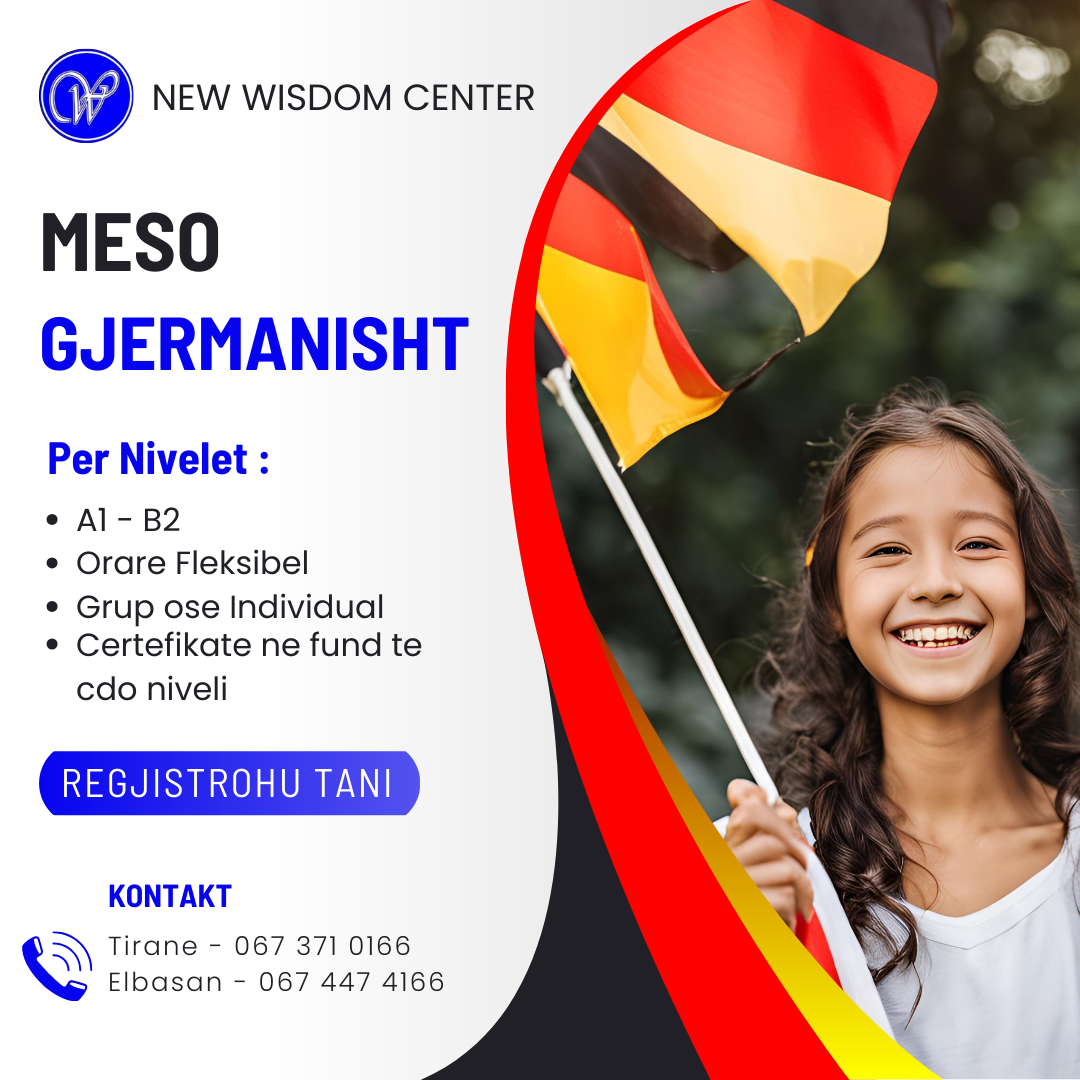 NEW WISDOM CENTER
MESO
GJERMANISHT
Per Nivelet :
• A1 - B2
• Orare Fleksibel
• Grup ose Individual
• Certefikate ne fund te
cdo niveli
REGJISTROHU TANI
KONTAKT
Tirane - 067 371 0166
Elbasan - 067 447 4166